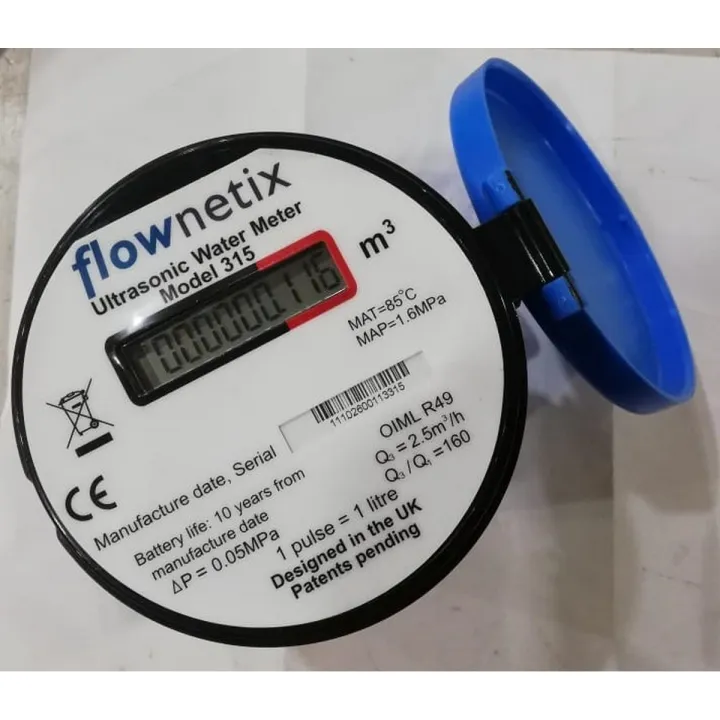 flownetix
Ultrasonic Water Meter
Model 315
000000.116
m³
MAT=85°C
MAP=1.6MPa
11102600113315
Manufacture date, Serial
OIML R49
Q₃ = 2.5m³/h
Q₃ / Q₁ =160
Battery life: 10 years from
manufacture date
ΔP = 0.05MPa
1 pulse = 1 litre
Designed in the UK
Patents pending
CE